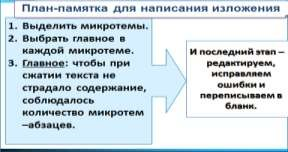 План-памятка для написания изложения
1. Выделить микротемы.
2. Выбрать главное в
каждой микротеме.
3. Главное: чтобы при
сжатии текста не
страдало содержание,
соблюдалось
количество микротем
–абзацев.
И последний этап –
редактируем,
исправляем
ошибки и
переписываем в
бланк.